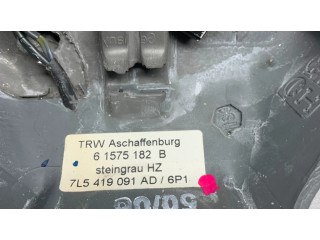 TRW Aschaffenburg
6 1575 182 B
steingrau HZ
7L5 419 091 AD / 6P1